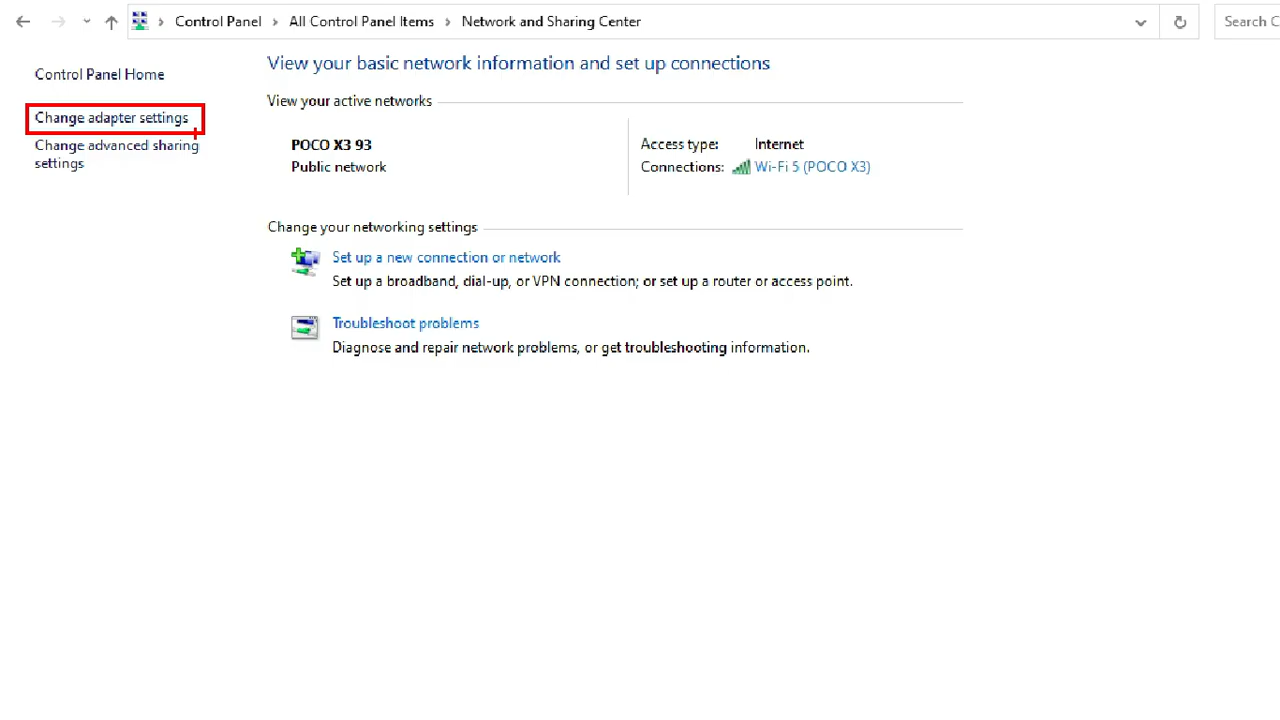 Control Panel > All Control Panel Items > Network and Sharing Center
Search C
Control Panel Home
Change adapter settings
Change advanced sharing
settings
View your basic network information and set up connections
View your active networks
POCO X3 93
Public network
Access type: Internet
Connections: Wi-Fi 5 (POCO X3)
Change your networking settings
Set up a new connection or network
Set up a broadband, dial-up, or VPN connection; or set up a router or access point.
Troubleshoot problems
Diagnose and repair network problems, or get troubleshooting information.